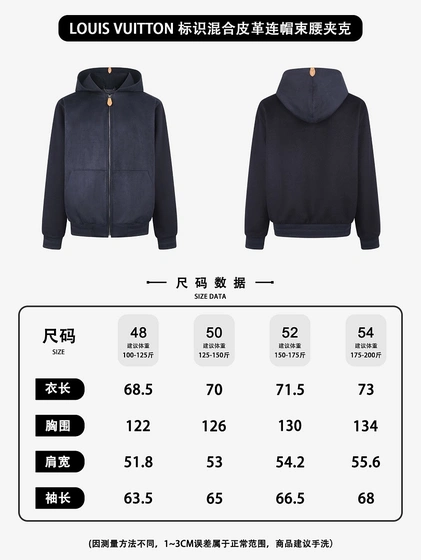 LOUIS VUITTON 标识混合皮革连帽束腰夹克
尺码数据
SIZE DATA
尺码 48 50 52 54
SIZE 建议体重 建议体重 建议体重 建议体重
100-125斤 125-150斤 150-175斤 175-200斤
衣长 68.5 70 71.5 73
胸围 122 126 130 134
肩宽 51.8 53 54.2 55.6
袖长 63.5 65 66.5 68
(因测量方法不同，1~3CM误差属于正常范围，商品建议手洗)